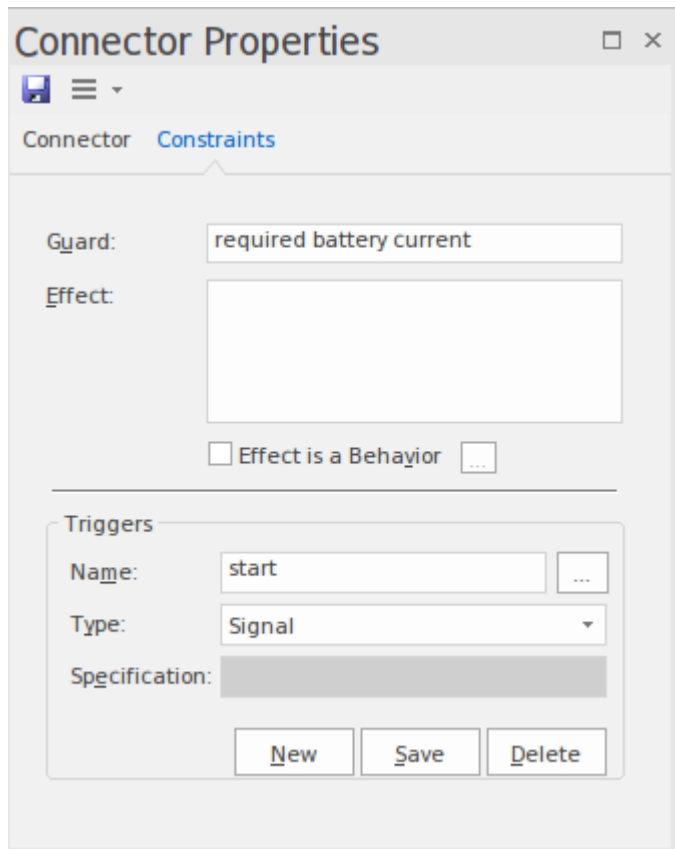 Connector Properties
Connector Constraints
Guard: required battery current
Effect:
Effect is a Behavior ...
Triggers
Name: start ...
Type: Signal
Specification:
New Save Delete